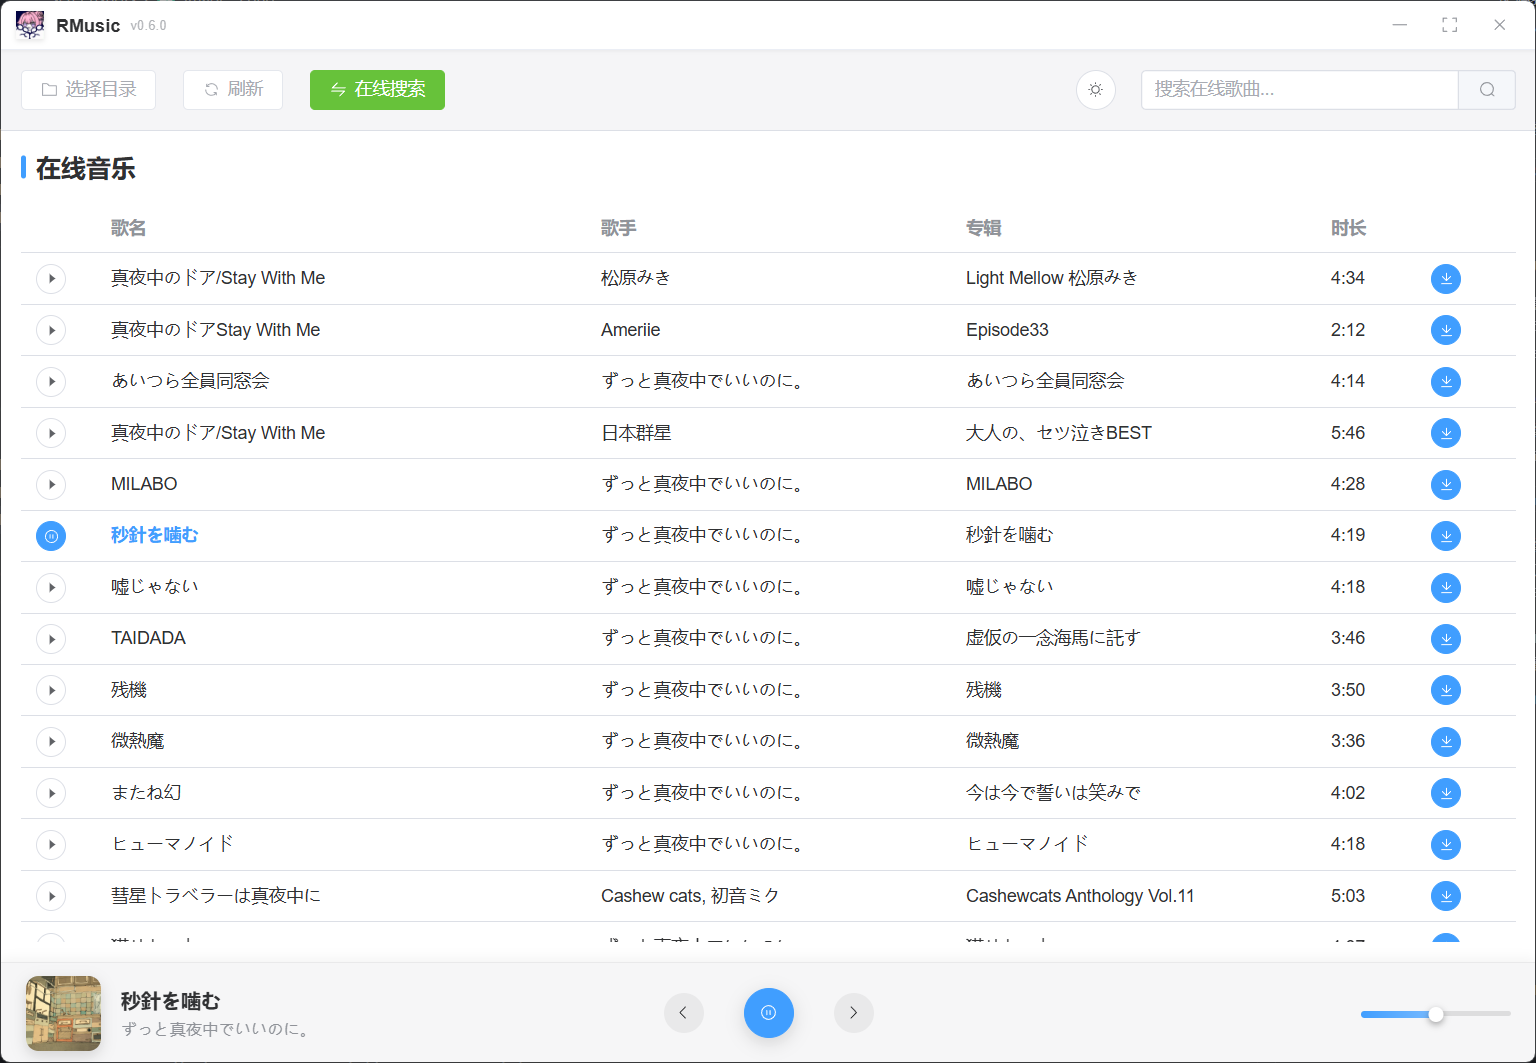 RMusic v0.6.0
选择目录 刷新 在线搜索 搜索在线歌曲...
在线音乐
歌名 歌手 专辑 时长
真夜中のドア/Stay With Me 松原みき Light Mellow 松原みき 4:34
真夜中のドアStay With Me Ameriie Episode33 2:12
あいつら全員同窓会 ずっと真夜中でいいのに。 あいつら全員同窓会 4:14
真夜中のドア/Stay With Me 日本群星 大人の、セツ泣きBEST 5:46
MILABO ずっと真夜中でいいのに。 MILABO 4:28
秒針を噛む ずっと真夜中でいいのに。 秒針を噛む 4:19
嘘じゃない ずっと真夜中でいいのに。 嘘じゃない 4:18
TAIDADA ずっと真夜中でいいのに。 虚仮の一念海馬に託す 3:46
残機 ずっと真夜中でいいのに。 残機 3:50
微熱魔 ずっと真夜中でいいのに。 微熱魔 3:36
またね幻 ずっと真夜中でいいのに。 今は今で誓いは笑みで 4:02
ヒューマノイド ずっと真夜中でいいのに。 ヒューマノイド 4:18
彗星トラベラーは真夜中に Cashew cats, 初音ミク Cashewcats Anthology Vol.11 5:03
秒針を噛む
ずっと真夜中でいいのに。